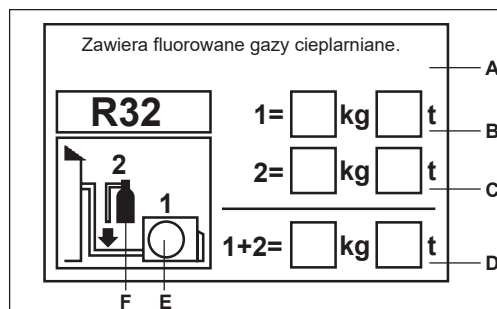 Zawiera fluorowane gazy cieplarniane.
A
R32
1= kg t
B
2
2= kg t
C
1
1+2= kg t
D
F E